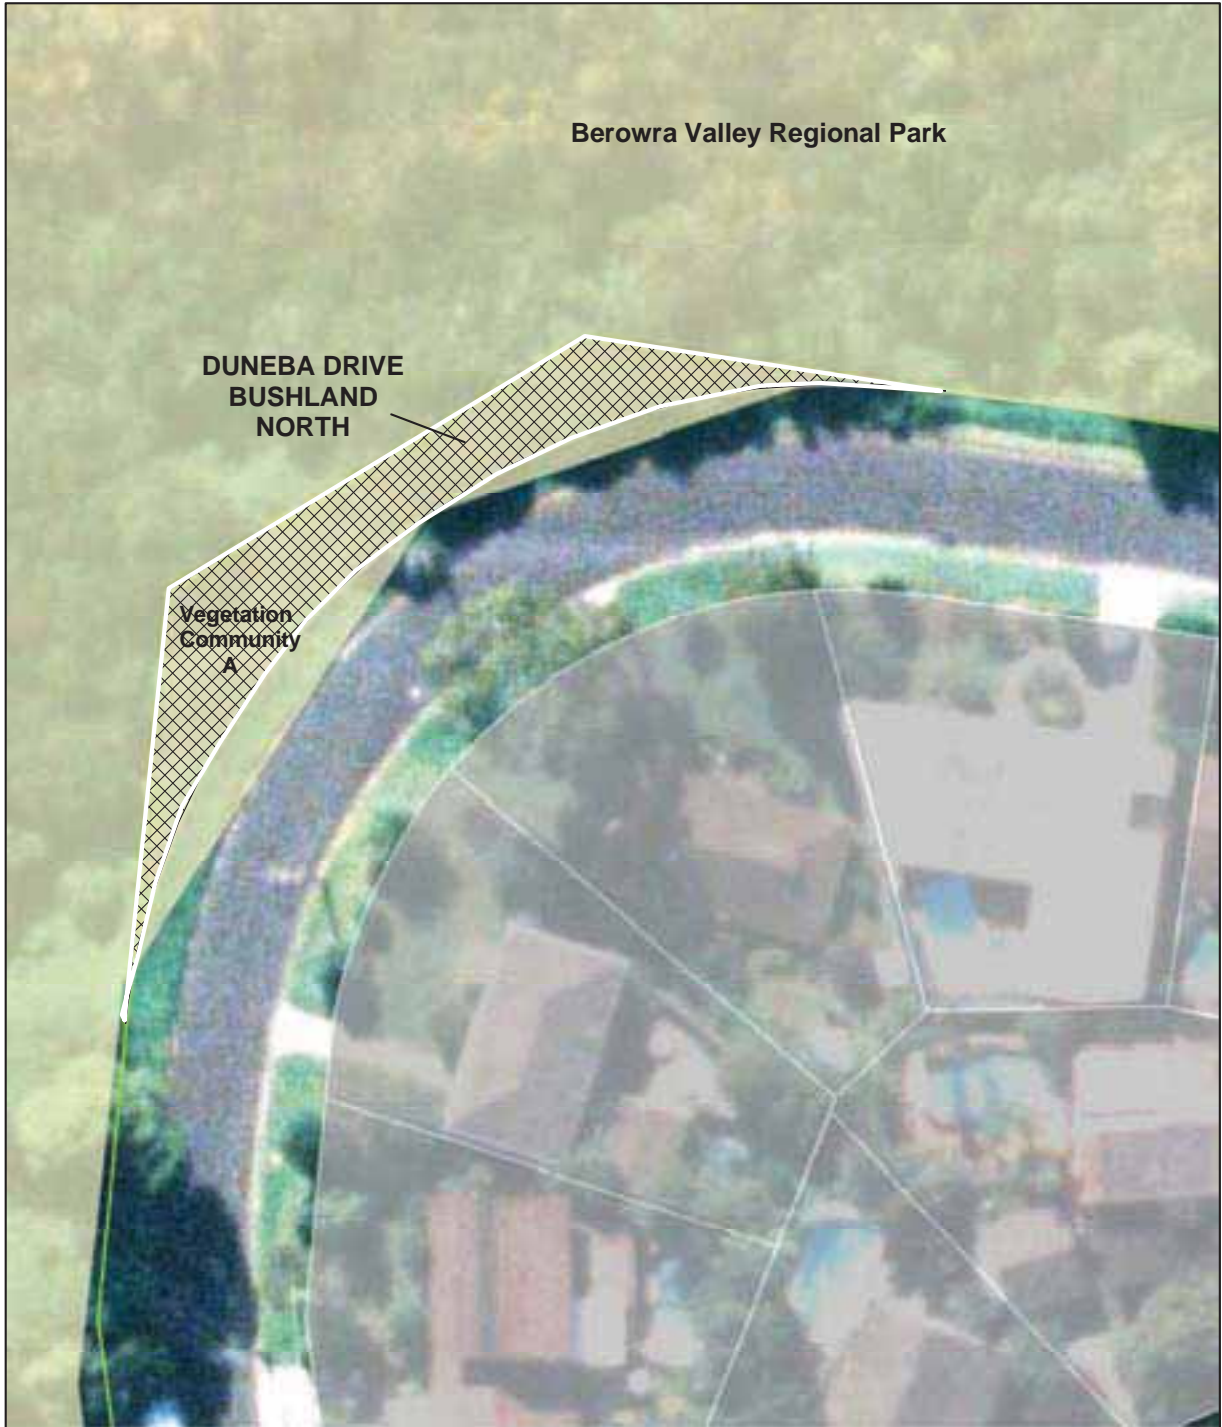 Berowra Valley Regional Park
DUNEBA DRIVE
BUSHLAND
NORTH
Vegetation
Community
A